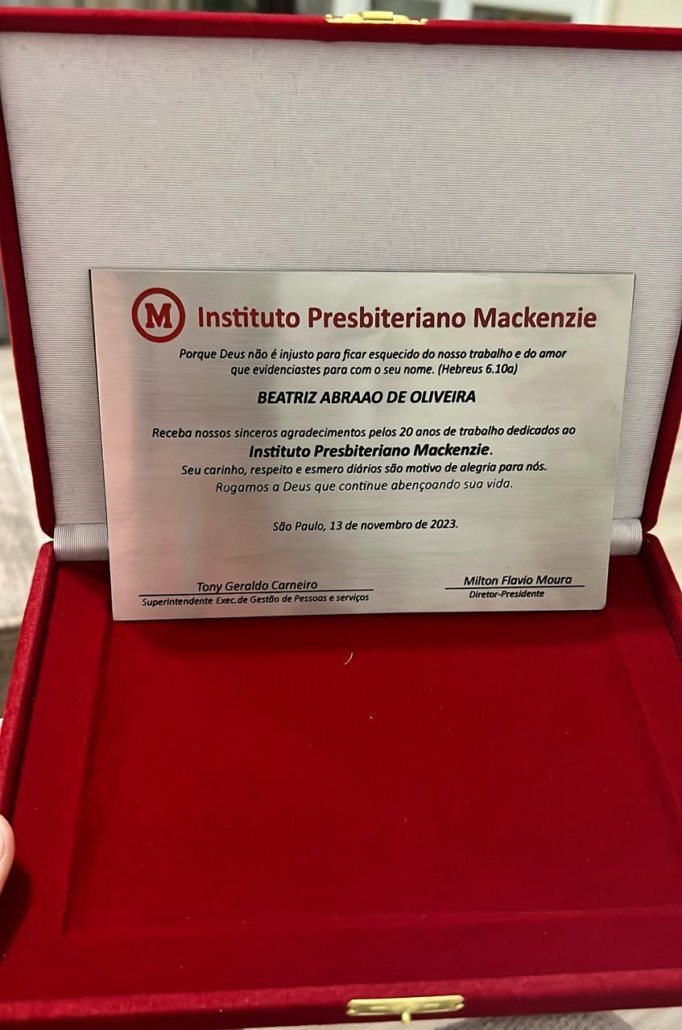 M Instituto Presbiteriano Mackenzie
Porque Deus não é injusto para ficar esquecido do nosso trabalho e do amor
que evidenciastes para com o seu nome. (Hebreus 6.10a)
BEATRIZ ABRAAO DE OLIVEIRA
Receba nossos sinceros agradecimentos pelos 20 anos de trabalho dedicados ao
Instituto Presbiteriano Mackenzie.
Seu carinho, respeito e esmero diários são motivo de alegria para nós.
Rogamos a Deus que continue abençoando sua vida.
São Paulo, 13 de novembro de 2023.
Tony Geraldo Carneiro
Superintendente Exec.de Gestão de Pessoas e serviços
Milton Flavio Moura
Diretor-Presidente